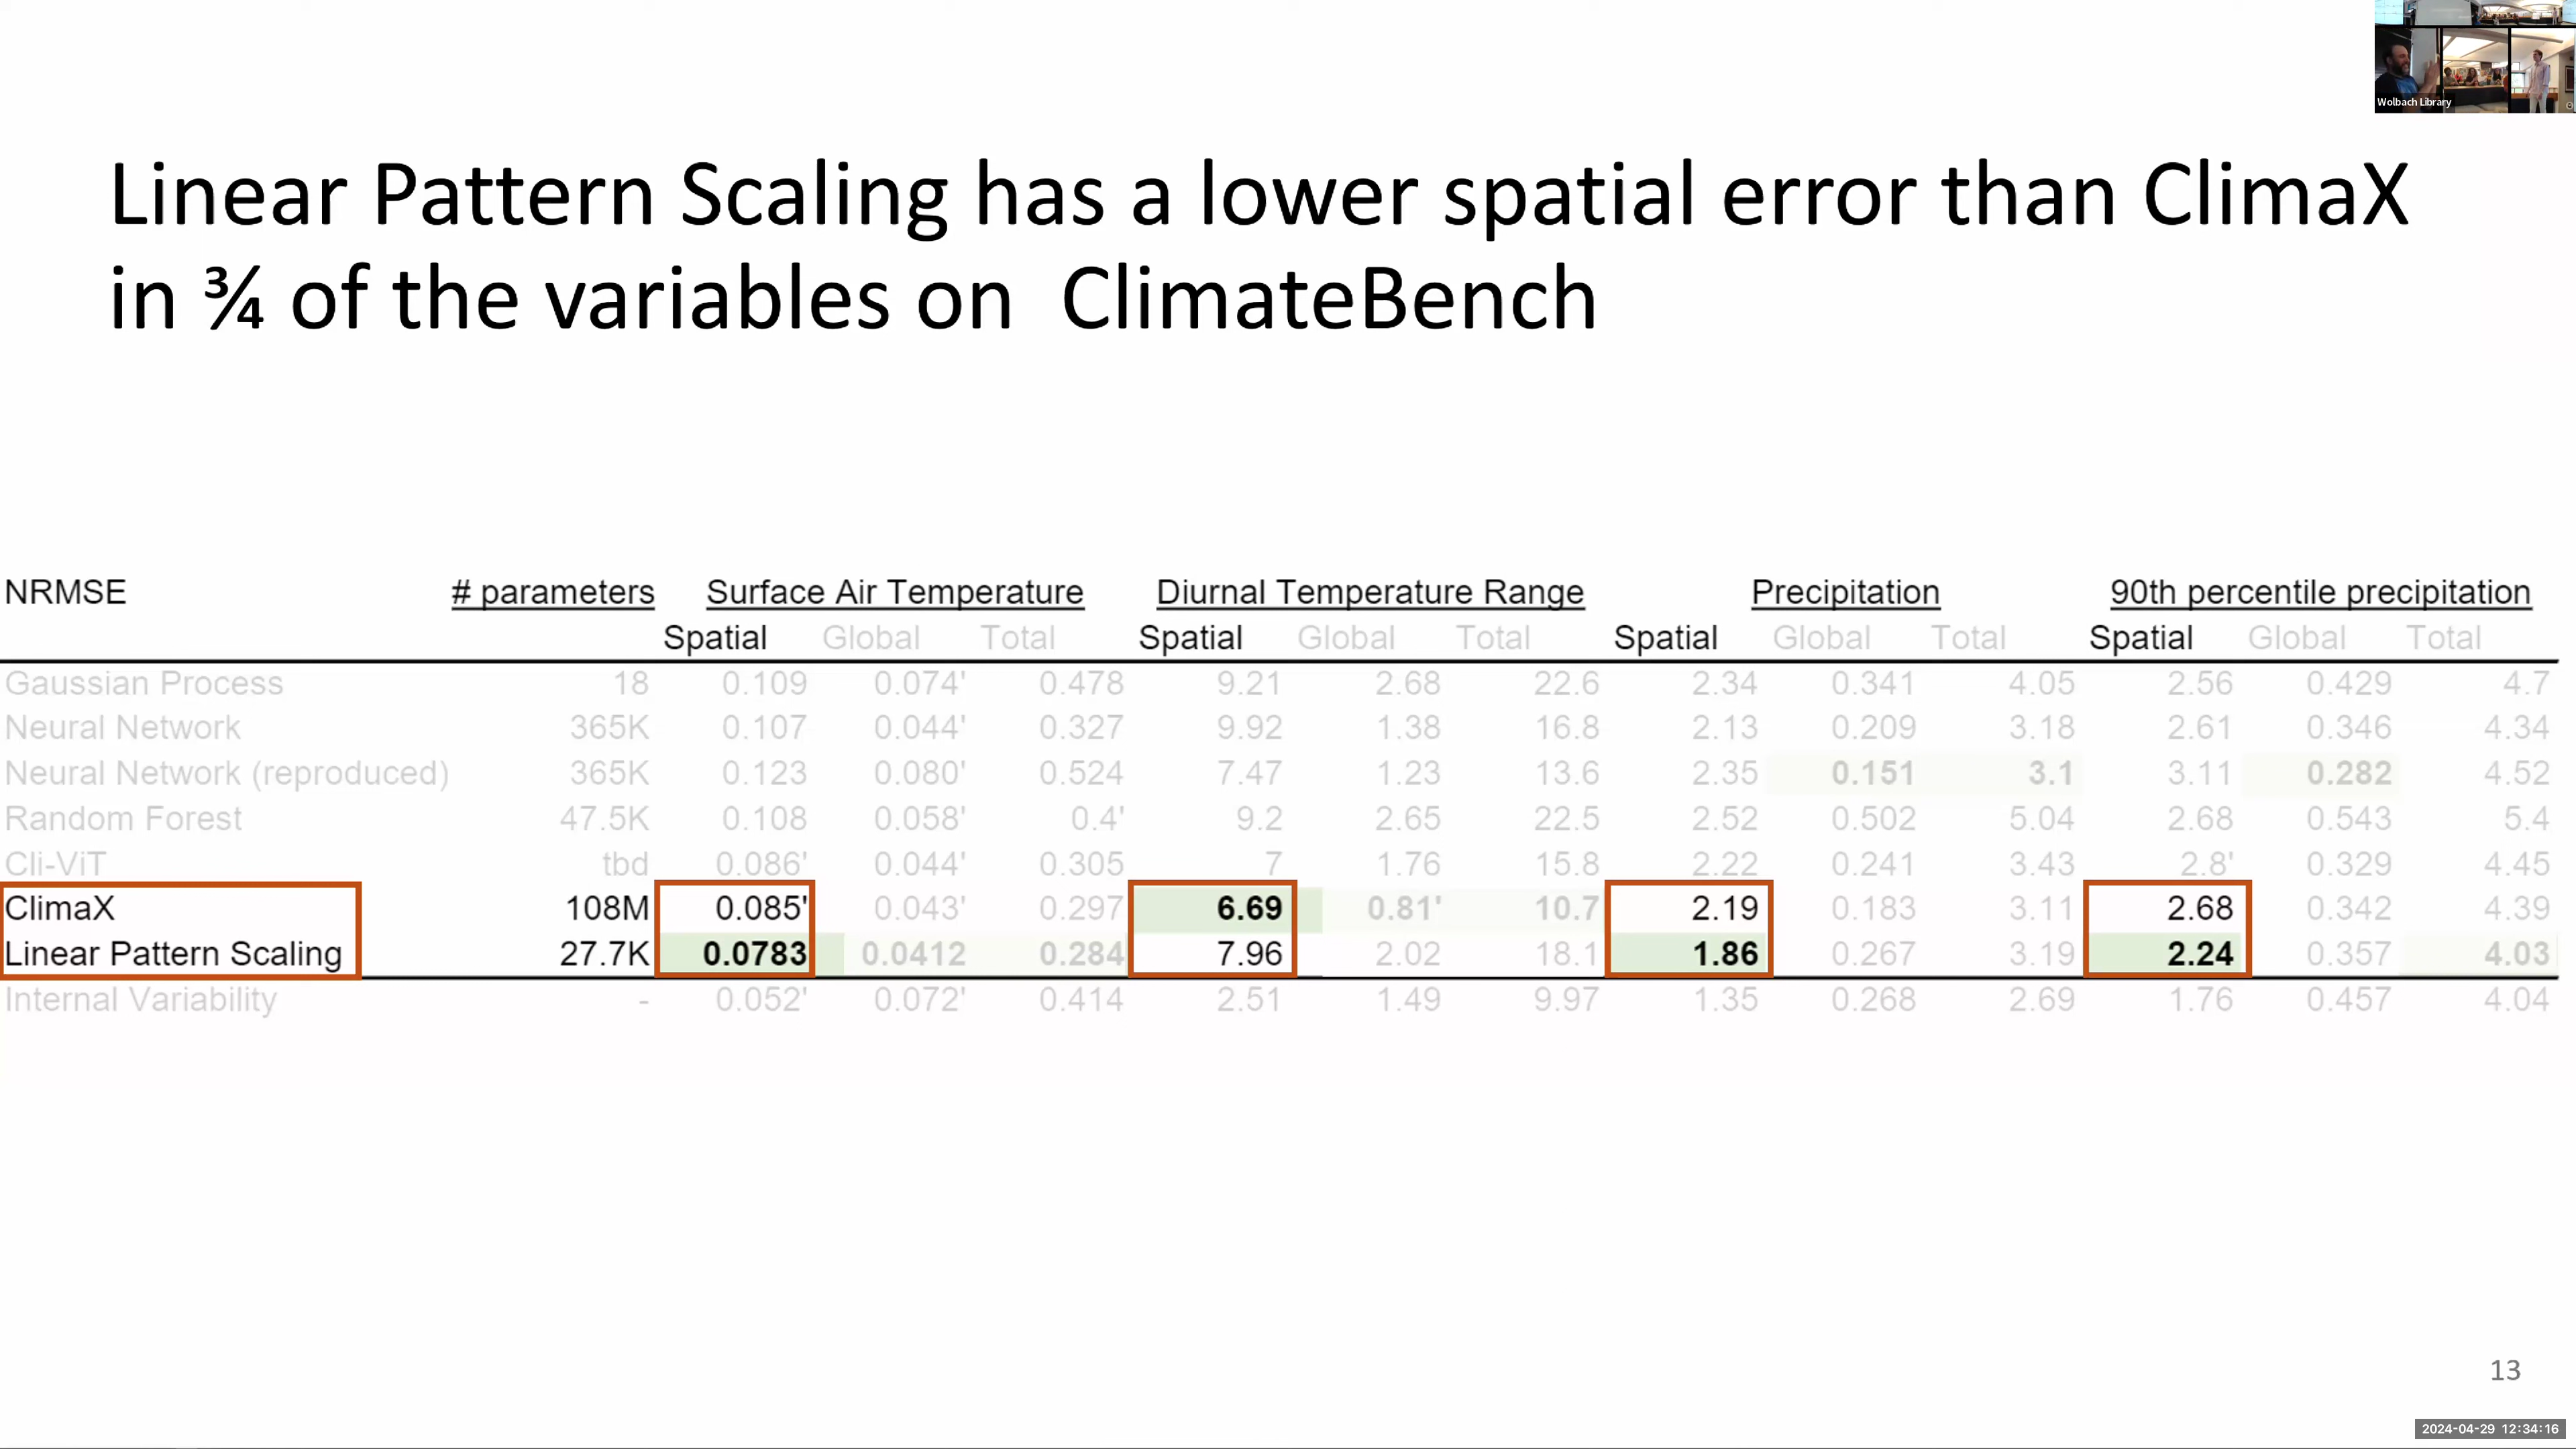 Wolbach Library
Linear Pattern Scaling has a lower spatial error than ClimaX
in ¾ of the variables on ClimateBench
NRMSE # parameters Surface Air Temperature Diurnal Temperature Range Precipitation 90th percentile precipitation
Spatial Global Total Spatial Global Total Spatial Global Total Spatial Global Total
Gaussian Process 18 0.109 0.074' 0.478 9.21 2.68 22.6 2.34 0.341 4.05 2.56 0.429 4.7
Neural Network 365K 0.107 0.044' 0.327 9.92 1.38 16.8 2.13 0.209 3.18 2.61 0.346 4.34
Neural Network (reproduced) 365K 0.123 0.080' 0.524 7.47 1.23 13.6 2.35 0.151 3.1 3.11 0.282 4.52
Random Forest 47.5K 0.108 0.058' 0.4' 9.2 2.65 22.5 2.52 0.502 5.04 2.68 0.543 5.4
Cli-ViT tbd 0.086' 0.044' 0.305 7 1.76 15.8 2.22 0.241 3.43 2.8' 0.329 4.45
ClimaX 108M 0.085' 0.043' 0.297 6.69 0.81' 10.7 2.19 0.183 3.11 2.68 0.342 4.39
Linear Pattern Scaling 27.7K 0.0783 0.0412 0.284 7.96 2.02 18.1 1.86 0.267 3.19 2.24 0.357 4.03
Internal Variability - 0.052' 0.072' 0.414 2.51 1.49 9.97 1.35 0.268 2.69 1.76 0.457 4.04
13
2024-04-29 12:34:16